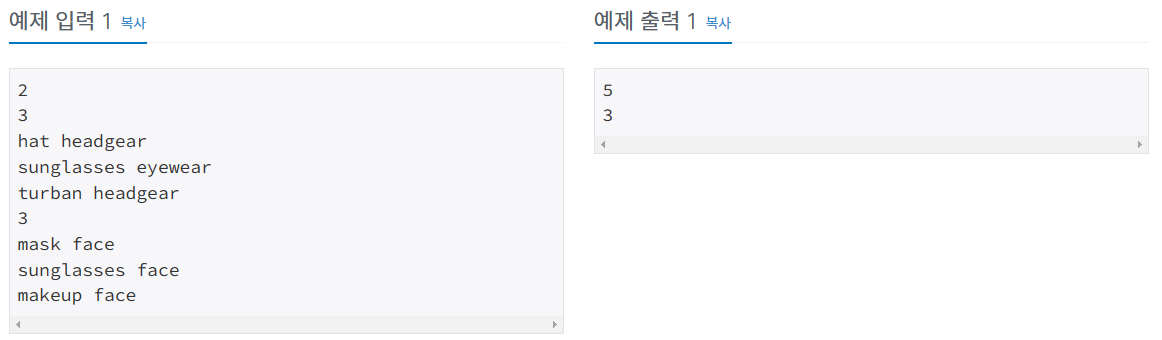 예제 입력 1 복사
2
3
hat headgear
sunglasses eyewear
turban headgear
3
mask face
sunglasses face
makeup face
예제 출력 1 복사
5
3